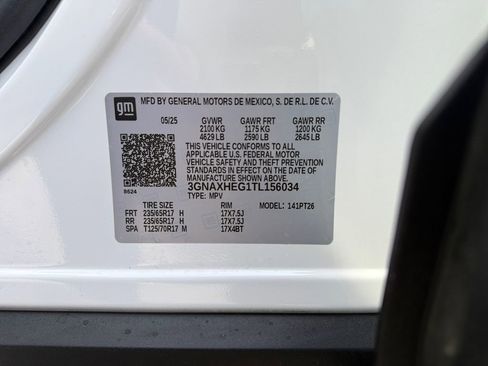 gm
MFD BY GENERAL MOTORS DE MEXICO, S. DE R.L. DE C.V.
05/25 GVWR GAWR FRT GAWR RR
2100 KG 1175 KG 1200 KG
4629 LB 2590 LB 2645 LB
THIS VEHICLE CONFORMS TO ALL
APPLICABLE U.S. FEDERAL MOTOR
VEHICLE SAFETY AND THEFT PREVENTION
STANDARDS IN EFFECT ON THE DATE OF
MANUFACTURE SHOWN ABOVE.
8624 3GNAXHEG1TL156034
TYPE: MPV
TIRE SIZE RIM MODEL: 141PT26
FRT 235/65R17 H 17X7.5J
RR 235/65R17 H 17X7.5J
SPA T125/70R17 M 17X4BT